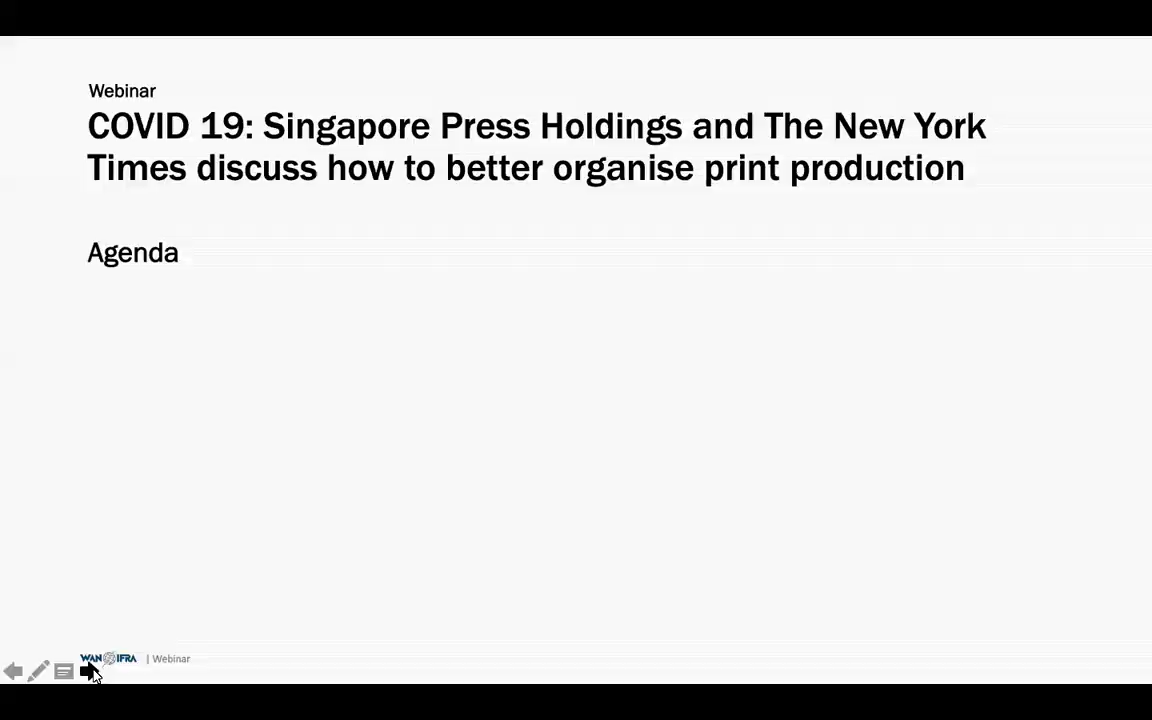 Webinar
COVID 19: Singapore Press Holdings and The New York
Times discuss how to better organise print production
Agenda
WAN IFRA | Webinar